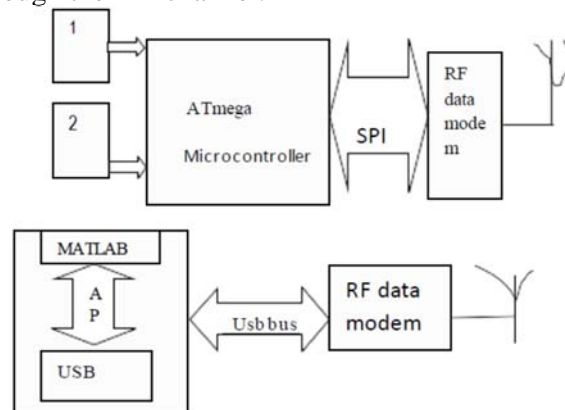 1
2
ATmega
Microcontroller
SPI
RF
data
mode
m
MATLAB
A
P
USB
Usb bus
RF data
modem